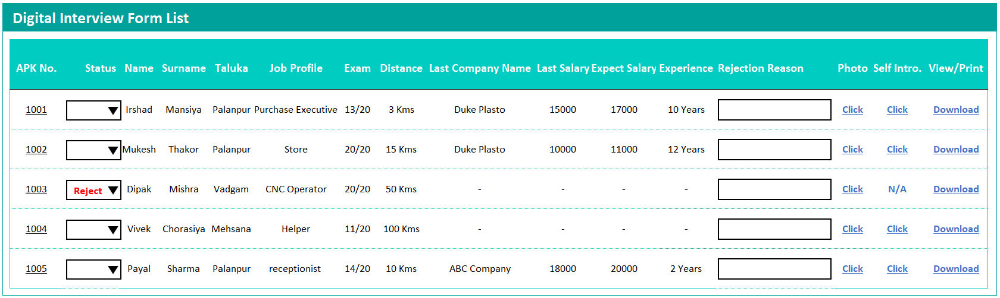 Digital Interview Form List
APK No. Status Name Surname Taluka Job Profile Exam Distance Last Company Name Last Salary Expect Salary Experience Rejection Reason Photo Self Intro. View/Print
1001 Irshad Mansiya Palanpur Purchase Executive 13/20 3 Kms Duke Plasto 15000 17000 10 Years Click Click Download
1002 Mukesh Thakor Palanpur Store 20/20 15 Kms Duke Plasto 10000 11000 12 Years Click Click Download
1003 Reject Dipak Mishra Vadgam CNC Operator 20/20 50 Kms - - - - Click N/A Download
1004 Vivek Chorasiya Mehsana Helper 11/20 100 Kms - - - - Click Click Download
1005 Payal Sharma Palanpur receptionist 14/20 10 Kms ABC Company 18000 20000 2 Years Click Click Download